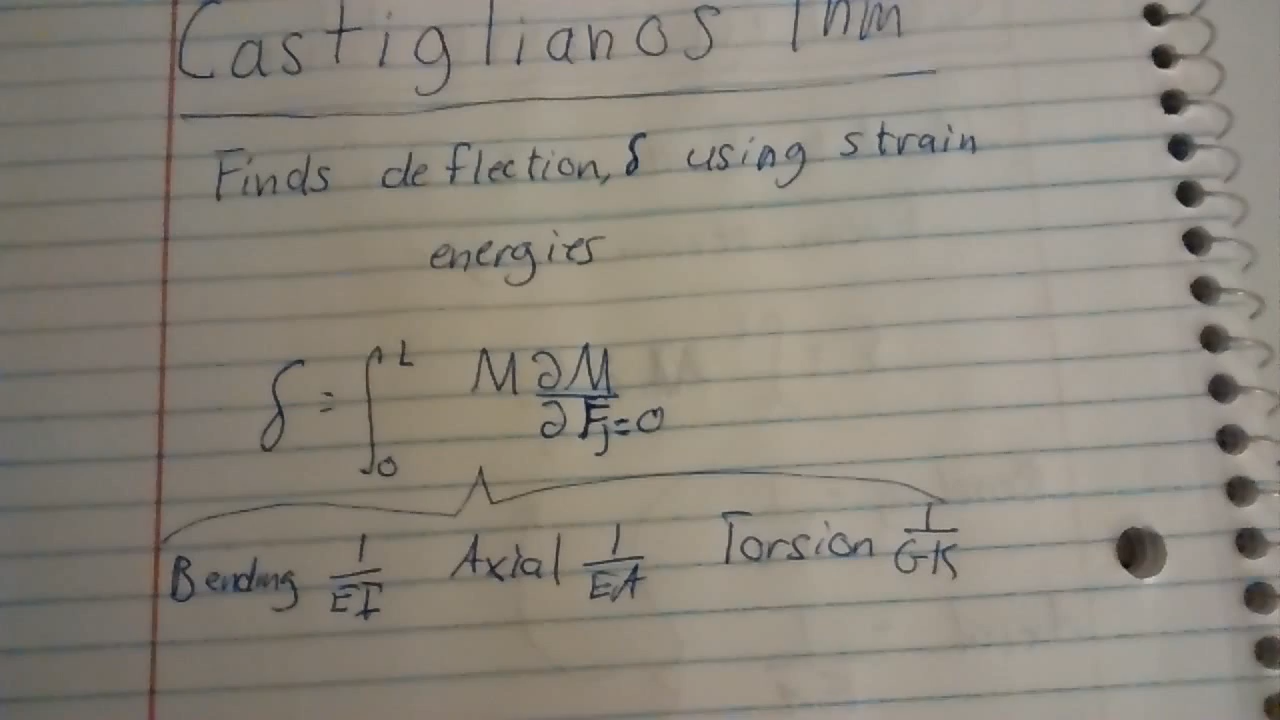 Castiglianos Thm
Finds deflection, δ using strain
energies
δ = ∫₀ᴸ M ∂M/∂Fj=0
Bending 1/EI Axial 1/EA Torsion 1/GK